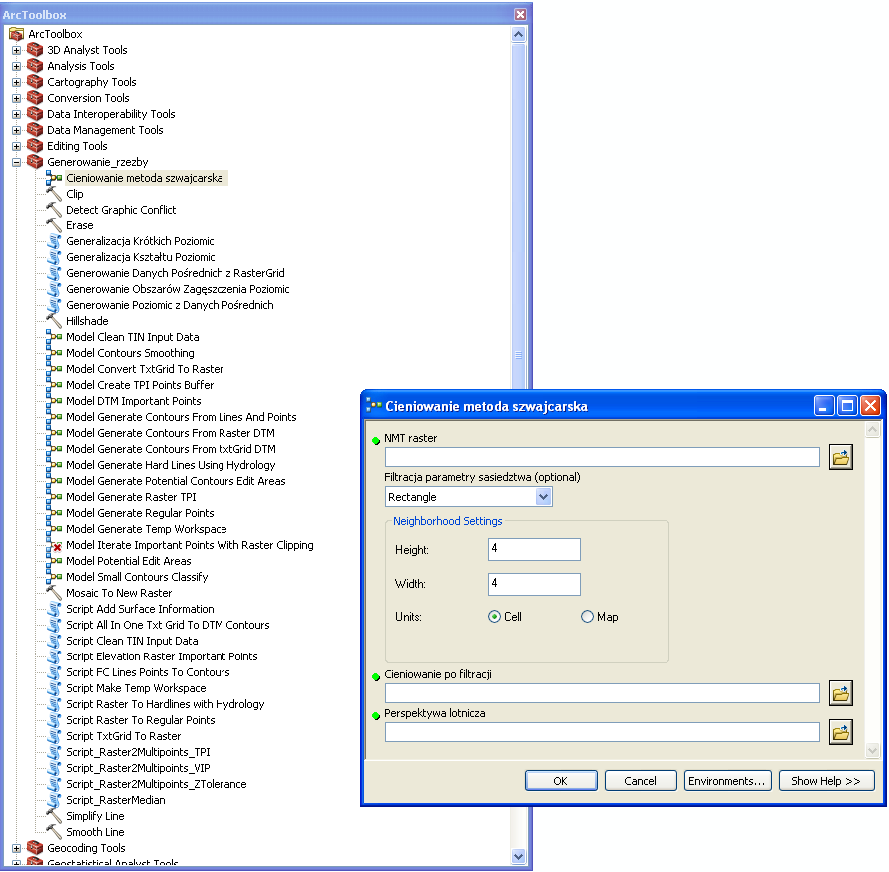 ArcToolbox
ArcToolbox
3D Analyst Tools
Analysis Tools
Cartography Tools
Conversion Tools
Data Interoperability Tools
Data Management Tools
Editing Tools
Generowanie_rzezby
Cieniowanie metoda szwajcarska
Clip
Detect Graphic Conflict
Erase
Generalizacja Krótkich Poziomic
Generalizacja Kształtu Poziomic
Generowanie Danych Pośrednich z RasterGrid
Generowanie Obszarów Zagęszczenia Poziomic
Generowanie Poziomic z Danych Pośrednich
Hillshade
Model Clean TIN Input Data
Model Contours Smoothing
Model Convert TxtGrid To Raster
Model Create TPI Points Buffer
Model DTM Important Points
Model Generate Contours From Lines And Points
Model Generate Contours From Raster DTM
Model Generate Contours From txtGrid DTM
Model Generate Hard Lines Using Hydrology
Model Generate Potential Contours Edit Areas
Model Generate Raster TPI
Model Generate Regular Points
Model Generate Temp Workspace
Model Iterate Important Points With Raster Clipping
Model Potential Edit Areas
Model Small Contours Classify
Mosaic To New Raster
Script Add Surface Information
Script All In One Txt Grid To DTM Contours
Script Clean TIN Input Data
Script Elevation Raster Important Points
Script FC Lines Points To Contours
Script Make Temp Workspace
Script Raster To Hardlines with Hydrology
Script Raster To Regular Points
Script TxtGrid To Raster
Script_Raster2Multipoints_TPI
Script_Raster2Multipoints_VIP
Script_Raster2Multipoints_ZTolerance
Script_RasterMedian
Simplify Line
Smooth Line
Geocoding Tools
Geostatistical Analyst Tools
Cieniowanie metoda szwajcarska
NMT raster
Filtracja parametry sasiedztwa (optional)
Rectangle
Neighborhood Settings
Height: 4
Width: 4
Units: Cell Map
Cieniowanie po filtracji
Perspektywa lotnicza
OK Cancel Environments... Show Help >>